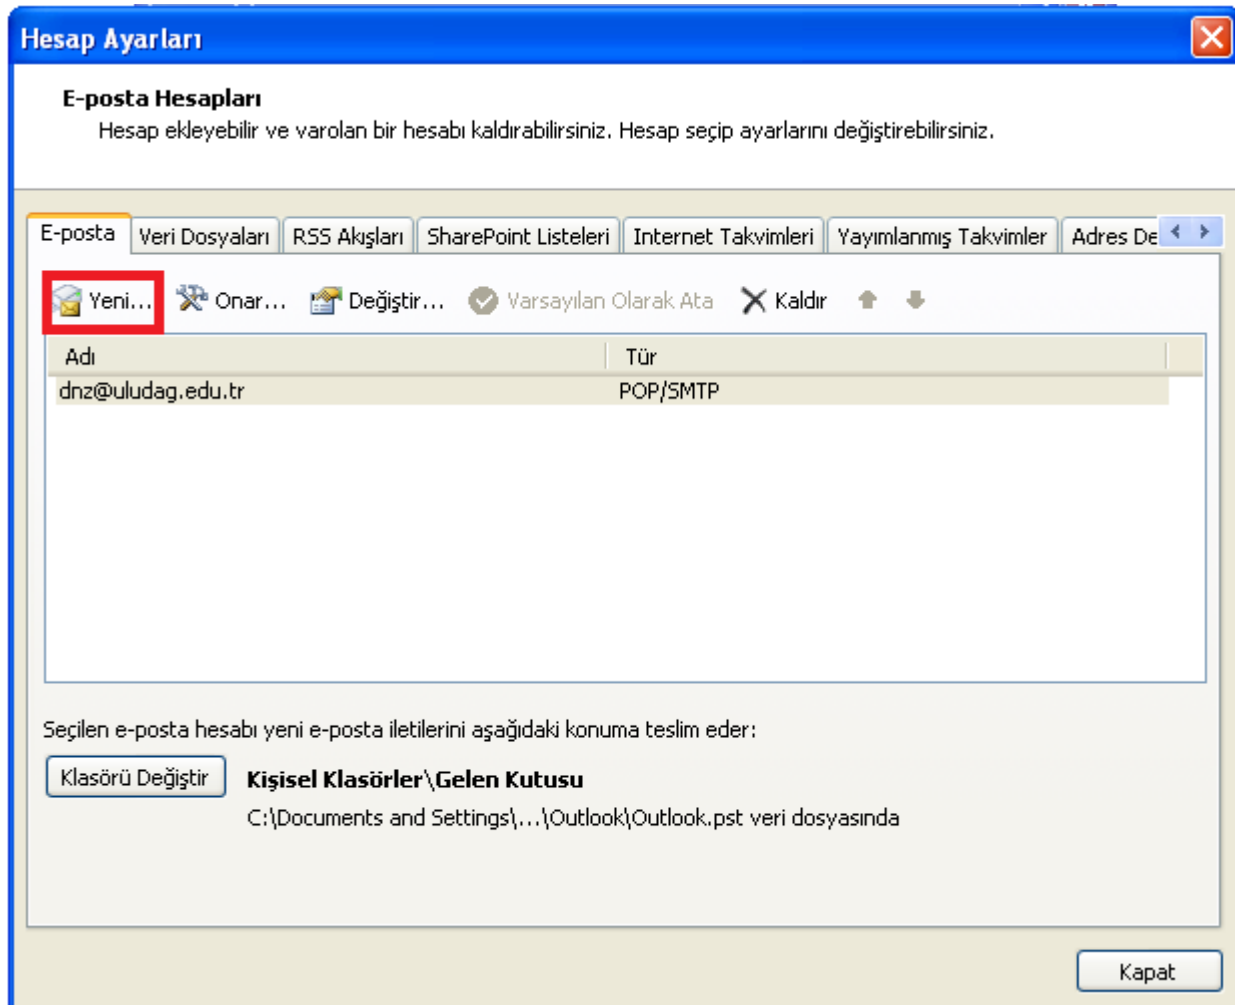 Hesap Ayarları
E-posta Hesapları
Hesap ekleyebilir ve varolan bir hesabı kaldırabilirsiniz. Hesap seçip ayarlarını değiştirebilirsiniz.
E-posta Veri Dosyaları RSS Akışları SharePoint Listeleri Internet Takvimleri Yayımlanmış Takvimler Adres De
Yeni... Onar... Değiştir... Varsayılan Olarak Ata Kaldır
Adı Tür
dnz@uludag.edu.tr POP/SMTP
Seçilen e-posta hesabı yeni e-posta iletilerini aşağıdaki konuma teslim eder:
Klasörü Değiştir Kişisel Klasörler\Gelen Kutusu
C:\Documents and Settings\...\Outlook\Outlook.pst veri dosyasında
Kapat